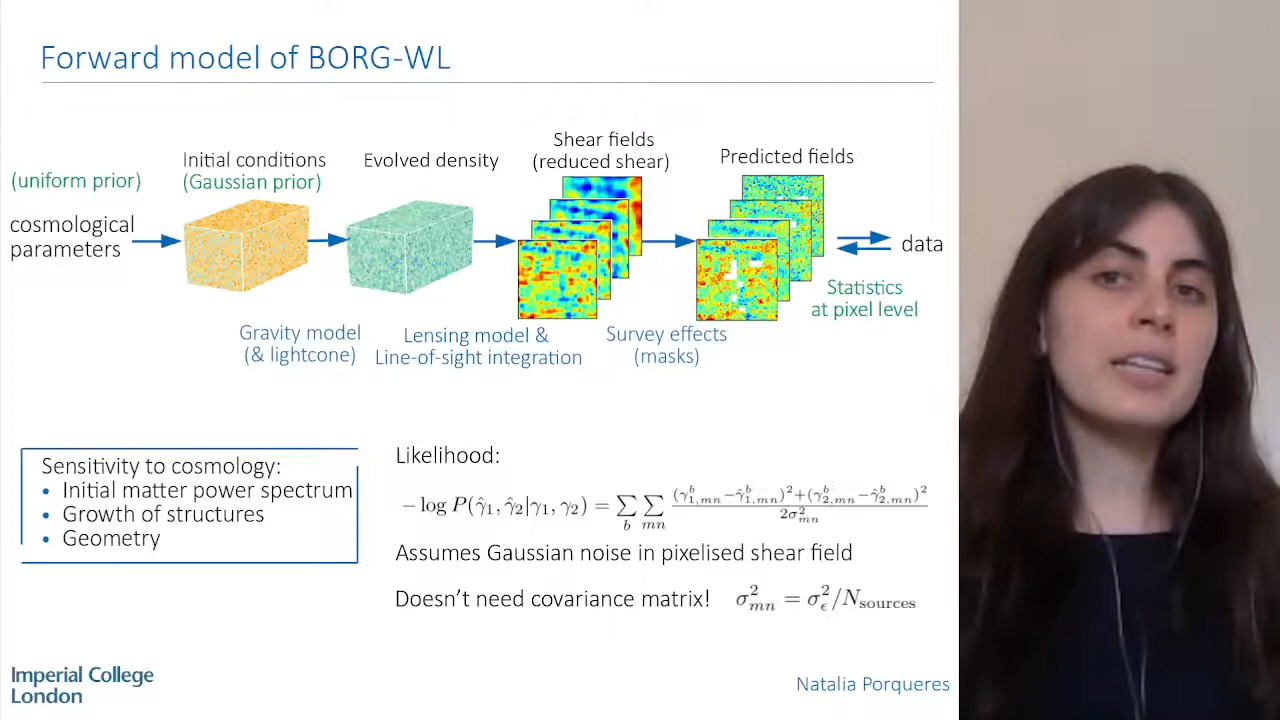 Forward model of BORG-WL
(uniform prior)
cosmological
parameters
Initial conditions
(Gaussian prior)
Evolved density
Shear fields
(reduced shear)
Predicted fields
data
Statistics
at pixel level
Gravity model
(& lightcone)
Lensing model &
Line-of-sight integration
Survey effects
(masks)
Sensitivity to cosmology:
• Initial matter power spectrum
• Growth of structures
• Geometry
Likelihood:
− log P(γ̂₁, γ̂₂|γ₁, γ₂) = ∑_b ∑_{mn} \frac{(γ^b_{1,mn} − γ̂^b_{1,mn})² + (γ^b_{2,mn} − γ̂^b_{2,mn})²}{2σ²_{mn}}
Assumes Gaussian noise in pixelised shear field
Doesn't need covariance matrix! σ²_{mn} = σ²_ϵ/N_{sources}
Imperial College
London
Natalia Porqueres